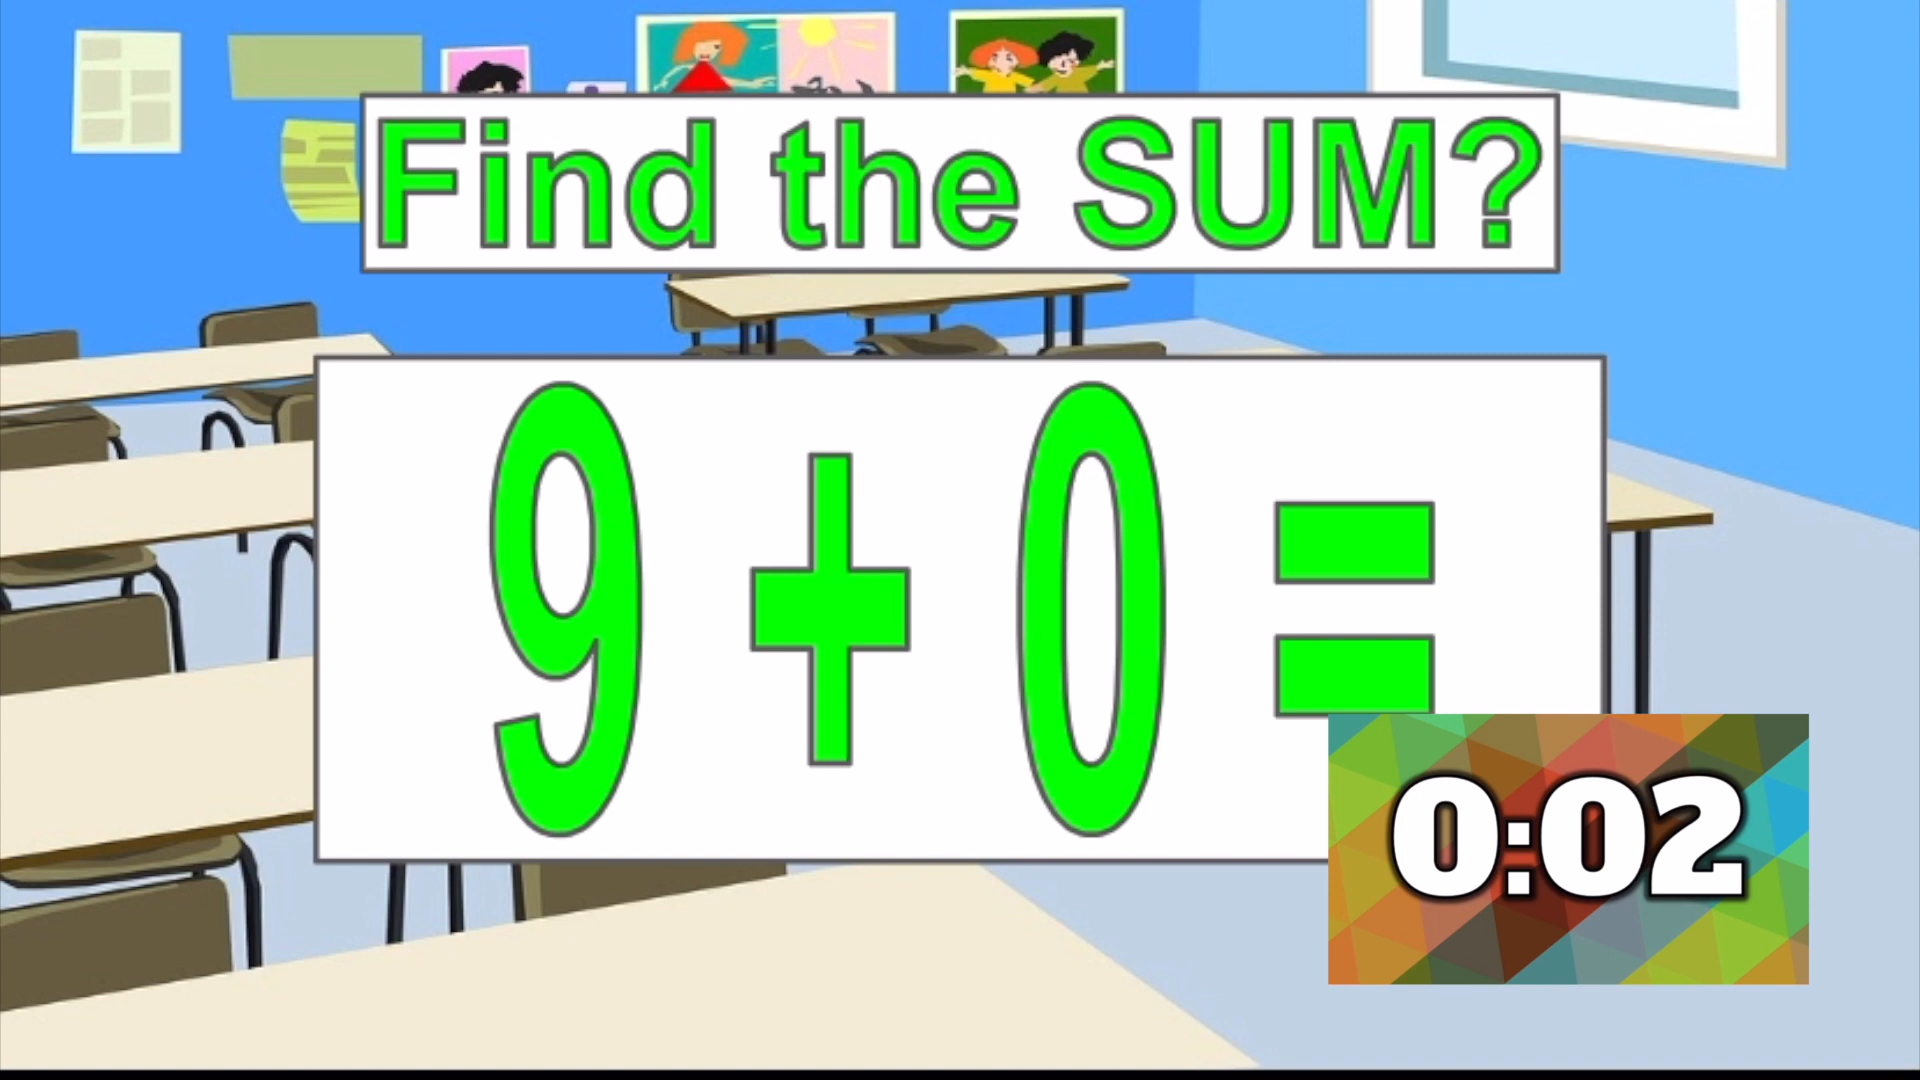 Find the SUM?
9 + 0 =
0:02